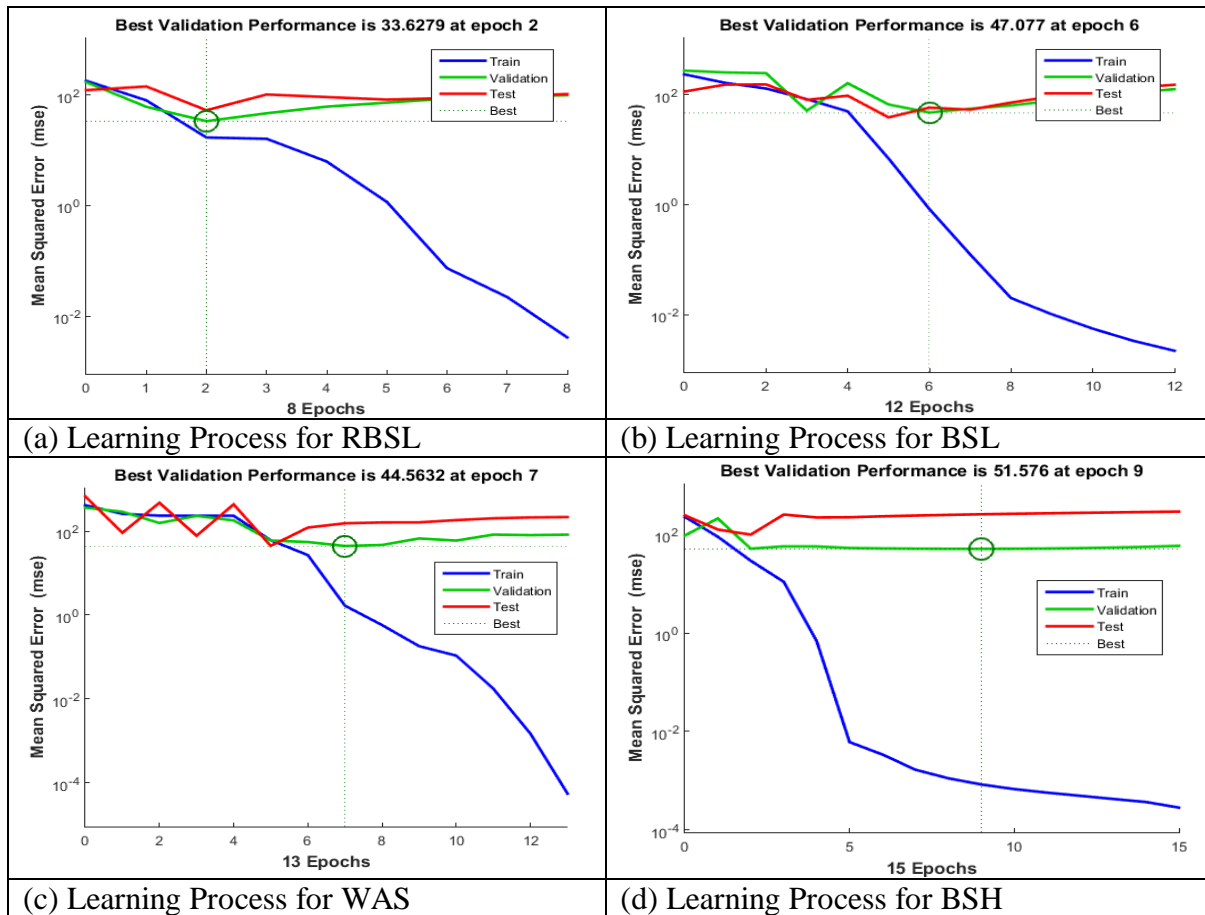 Best Validation Performance is 33.6279 at epoch 2
Mean Squared Error (mse)
10^2
10^0
10^-2
Train
Validation
Test
Best
0 1 2 3 4 5 6 7 8
8 Epochs
(a) Learning Process for RBSL
Best Validation Performance is 47.077 at epoch 6
Mean Squared Error (mse)
10^2
10^0
10^-2
Train
Validation
Test
Best
0 2 4 6 8 10 12
12 Epochs
(b) Learning Process for BSL
Best Validation Performance is 44.5632 at epoch 7
Mean Squared Error (mse)
10^2
10^0
10^-2
10^-4
Train
Validation
Test
Best
0 2 4 6 8 10 12
13 Epochs
(c) Learning Process for WAS
Best Validation Performance is 51.576 at epoch 9
Mean Squared Error (mse)
10^2
10^0
10^-2
10^-4
Train
Validation
Test
Best
0 5 10 15
15 Epochs
(d) Learning Process for BSH